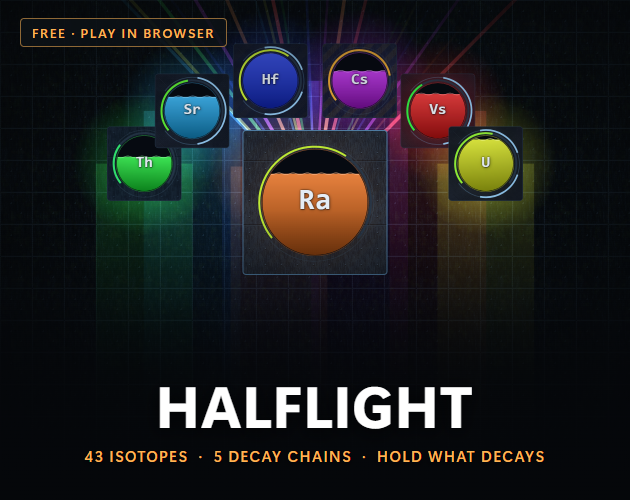 FREE · PLAY IN BROWSER
Hf
Cs
Sr
Vs
Th
U
Ra
HALFLIGHT
43 ISOTOPES · 5 DECAY CHAINS · HOLD WHAT DECAYS